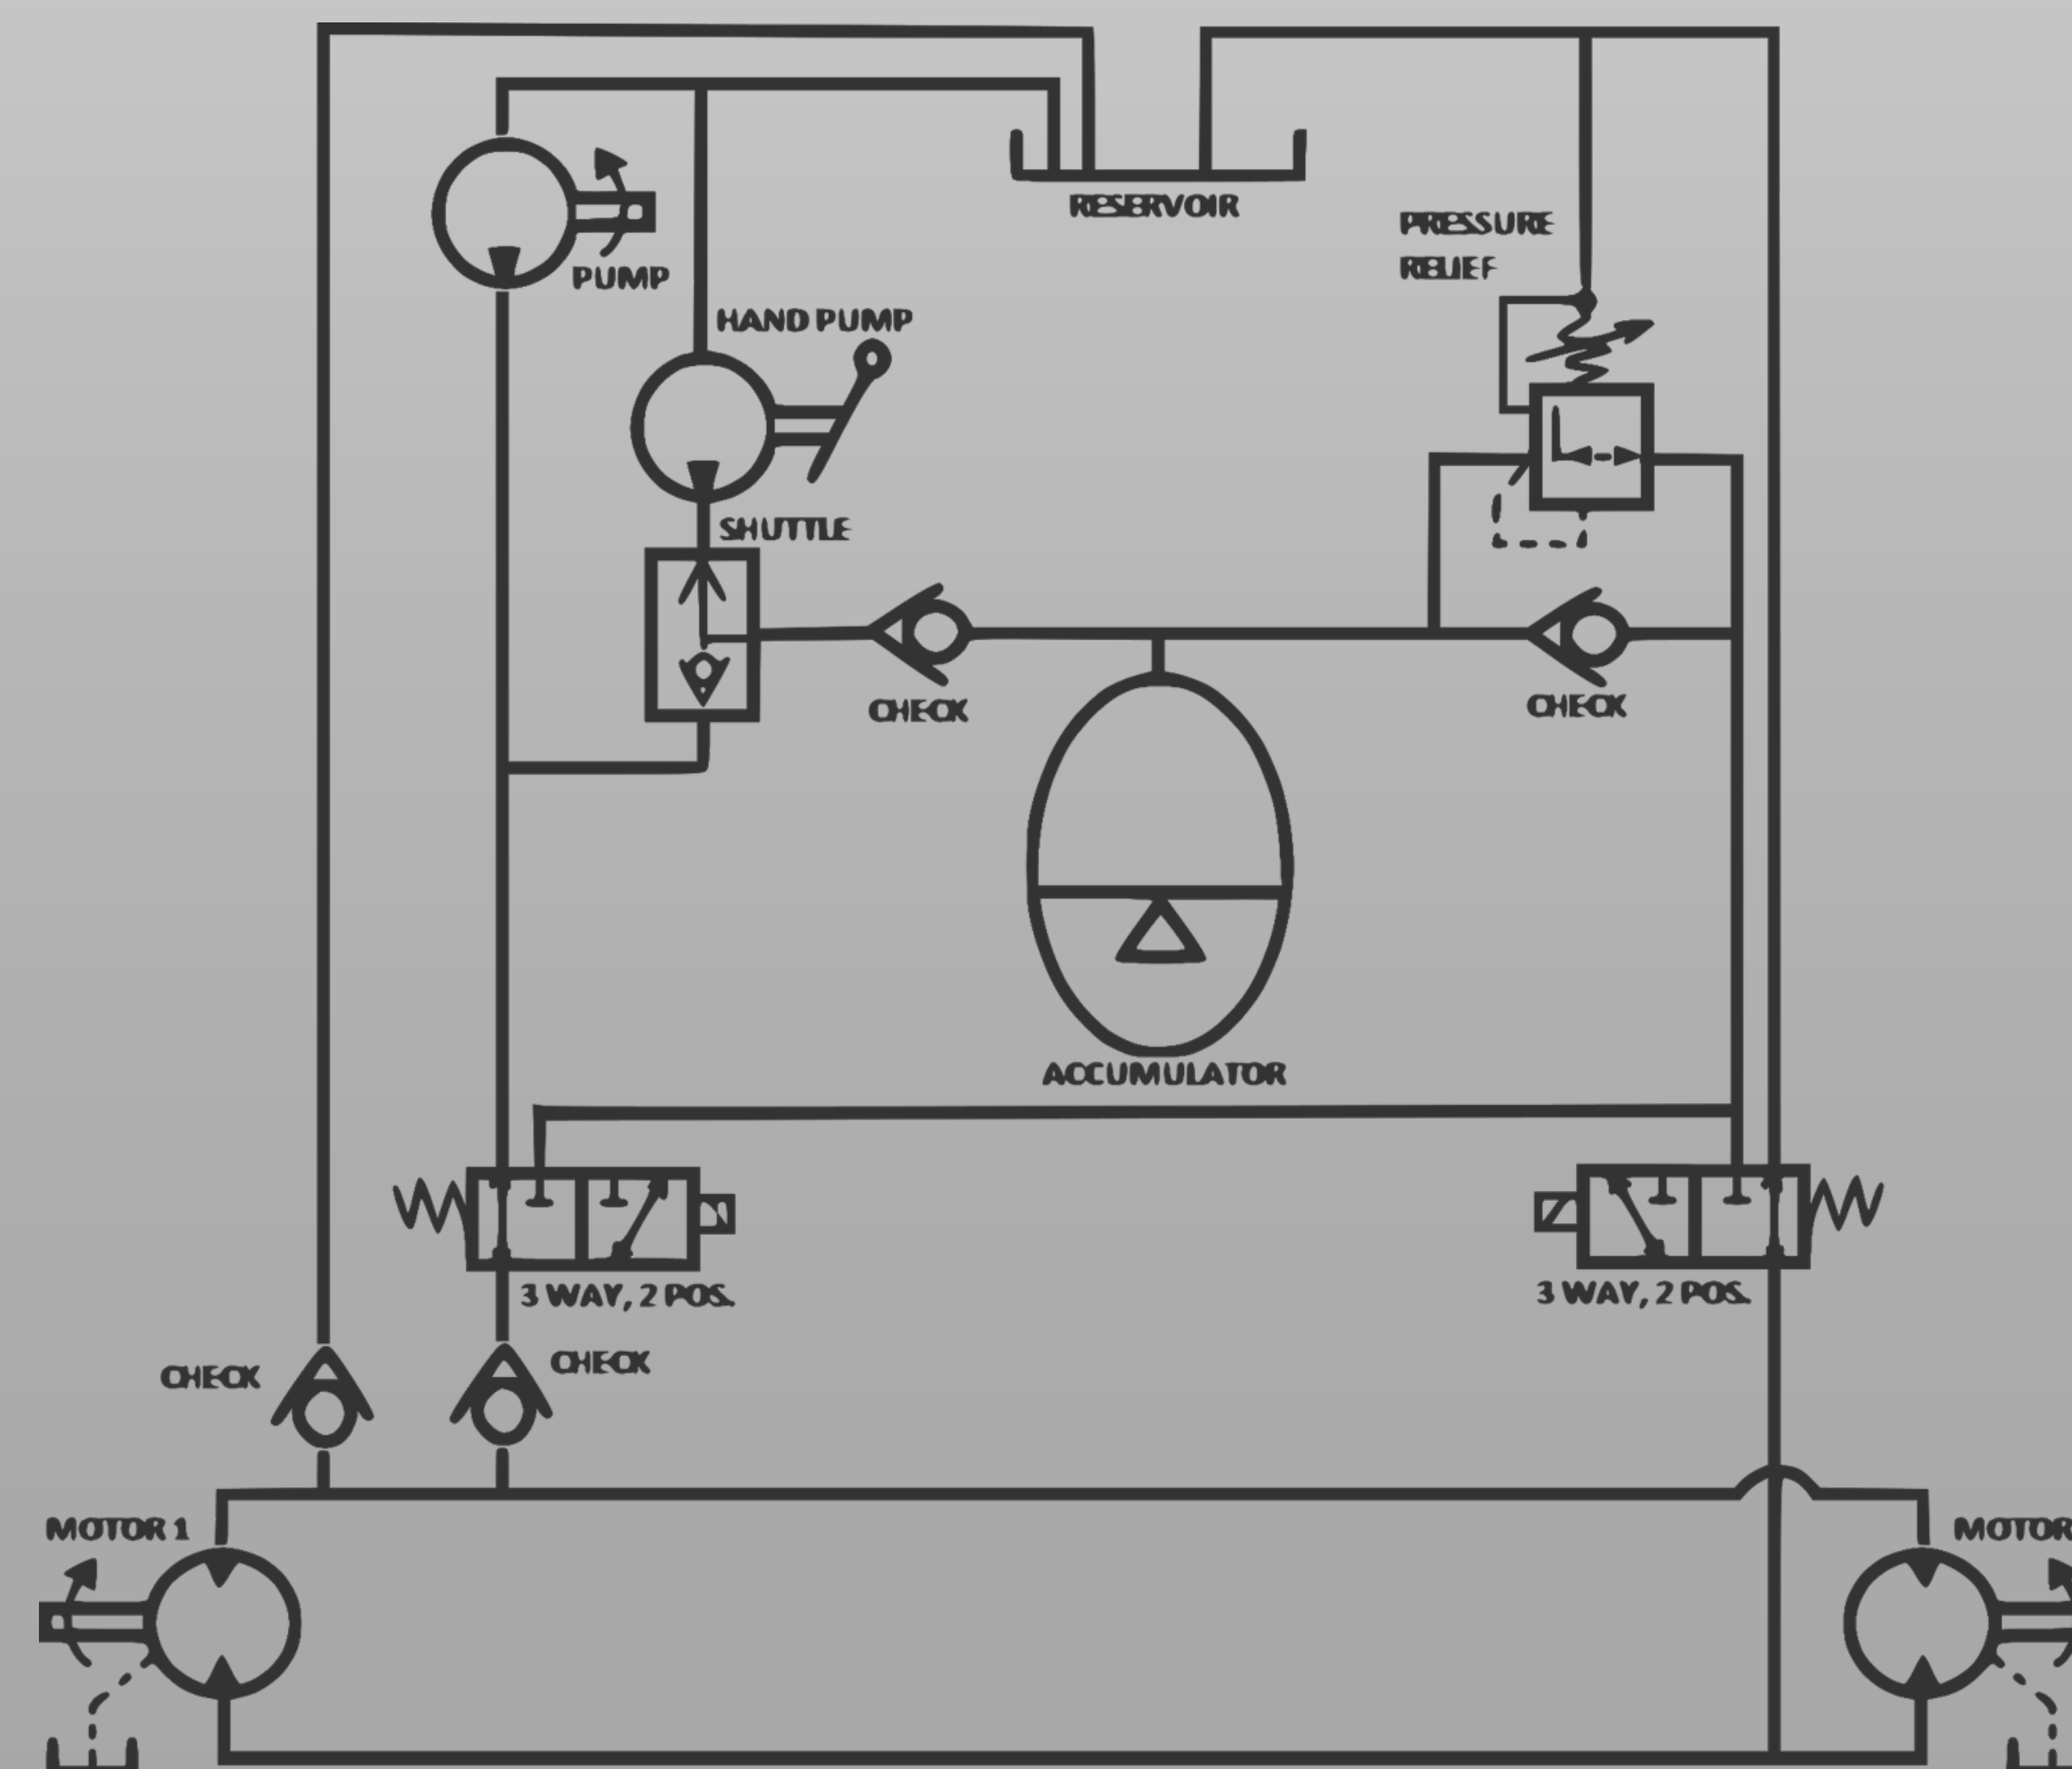 RESERVOIR
PRESSURE
RELIEF
PUMP
HAND PUMP
SHUTTLE
CHECK
CHECK
ACCUMULATOR
3 WAY, 2 POS.
3 WAY, 2 POS.
CHECK
CHECK
MOTOR 1
MOTOR